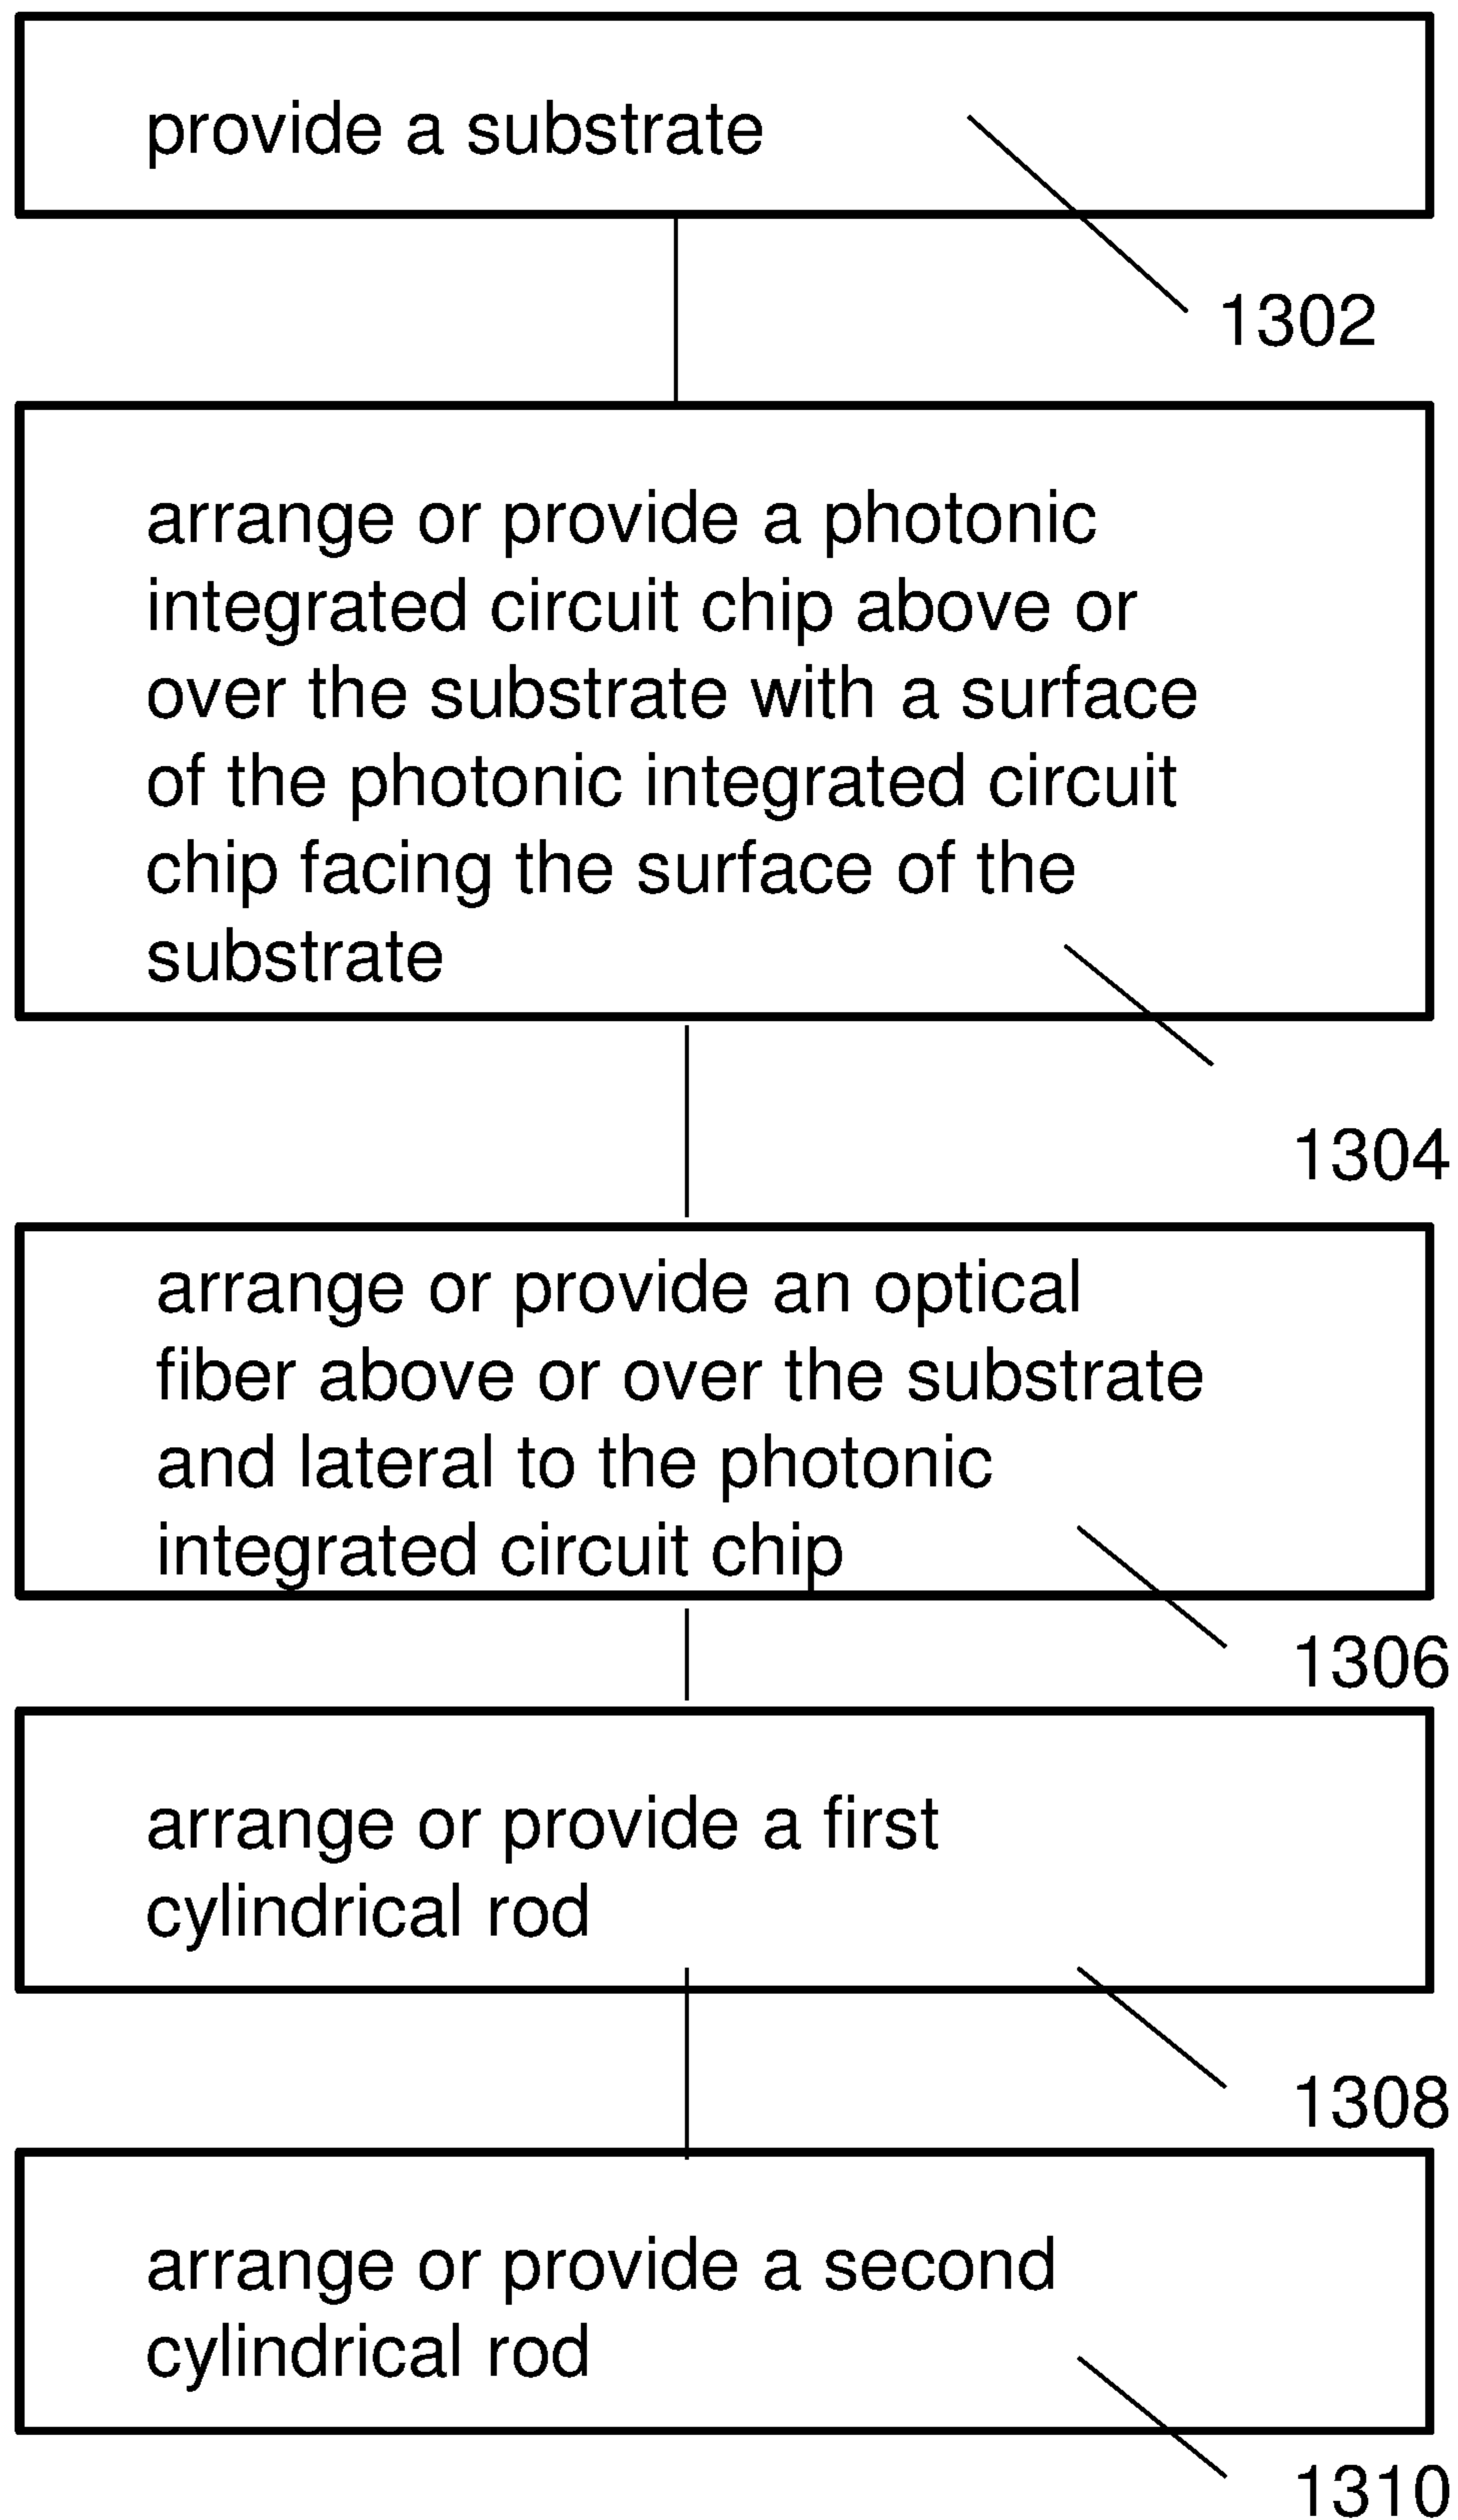 provide a substrate
1302
arrange or provide a photonic
integrated circuit chip above or
over the substrate with a surface
of the photonic integrated circuit
chip facing the surface of the
substrate
1304
arrange or provide an optical
fiber above or over the substrate
and lateral to the photonic
integrated circuit chip
1306
arrange or provide a first
cylindrical rod
1308
arrange or provide a second
cylindrical rod
1310